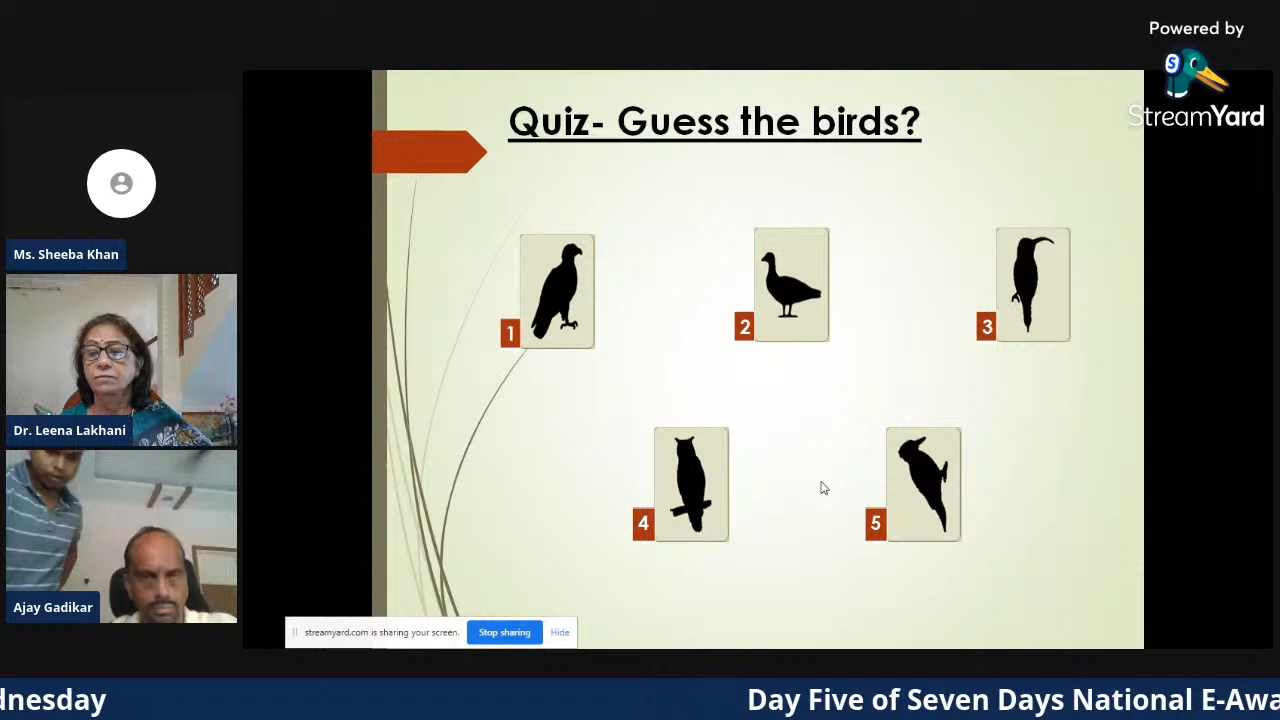 Powered by
S
StreamYard
Quiz- Guess the birds?
1
2
3
4
5
Ms. Sheeba Khan
Dr. Leena Lakhani
Ajay Gadikar
streamyard.com is sharing your screen.
Stop sharing
Hide
dnesday
Day Five of Seven Days National E-Awa